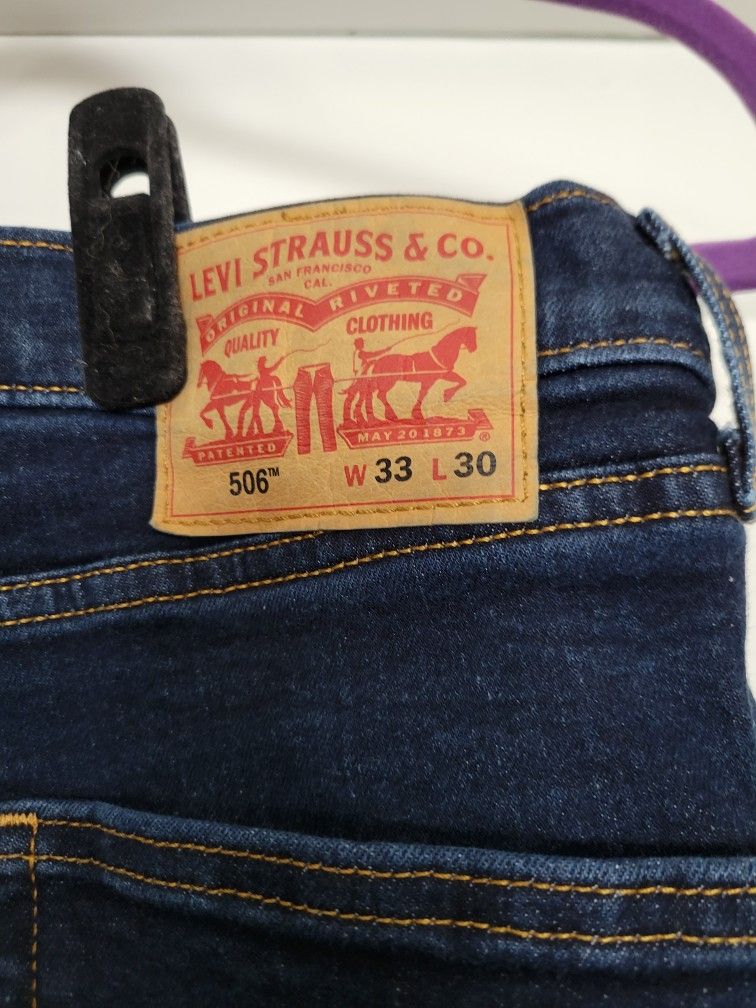 LEVI STRAUSS & CO.
SAN FRANCISCO
CAL.
ORIGINAL RIVETED
QUALITY CLOTHING
PATENTED MAY 20 1873 ®
506™ W 33 L 30